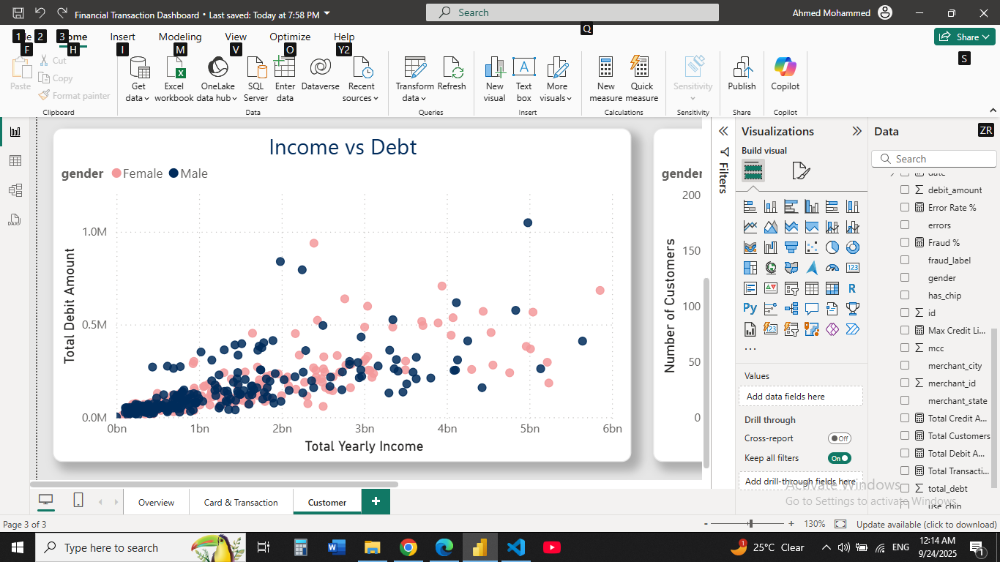 Financial Transaction Dashboard • Last saved: Today at 7:58 PM
Search
Ahmed Mohammed
1 2 3
Q
Insert Modeling View Optimize Help
Share
F H I M V O Y2 S
Paste
Cut
Copy
Format painter
Clipboard
Get data
Excel workbook
OneLake data hub
SQL Server
Enter data
Dataverse
Recent sources
Data
Transform data
Refresh
Queries
New visual
Text box
More visuals
Insert
New measure
Quick measure
Calculations
Sensitivity
Sensitivity
Publish
Share
Copilot
Copilot
Income vs Debt
gender Female Male
1.0M
0.5M
0.0M
Total Debit Amount
0bn 1bn 2bn 3bn 4bn 5bn 6bn
Total Yearly Income
gender
200
150
100
50
0
Number of Customers
Filters
Visualizations
Build visual
123
R
Py
123
Values
Add data fields here
Drill through
Cross-report Off
Keep all filters On
Add drill-through fields here
Data ZR
Search
date
debit_amount
Error Rate %
errors
Fraud %
fraud_label
gender
has_chip
id
Max Credit Li...
mcc
merchant_city
merchant_id
merchant_state
Total Credit A...
Total Customers
Total Debit A...
Total Transacti...
total_debt
use_chip
Activate Windows
Go to Settings to activate Windows.
Overview Card & Transaction Customer +
Page 3 of 3
- + 130% Update available (click to download)
Type here to search
1
25°C Clear
ENG
12:14 AM
9/24/2025
1